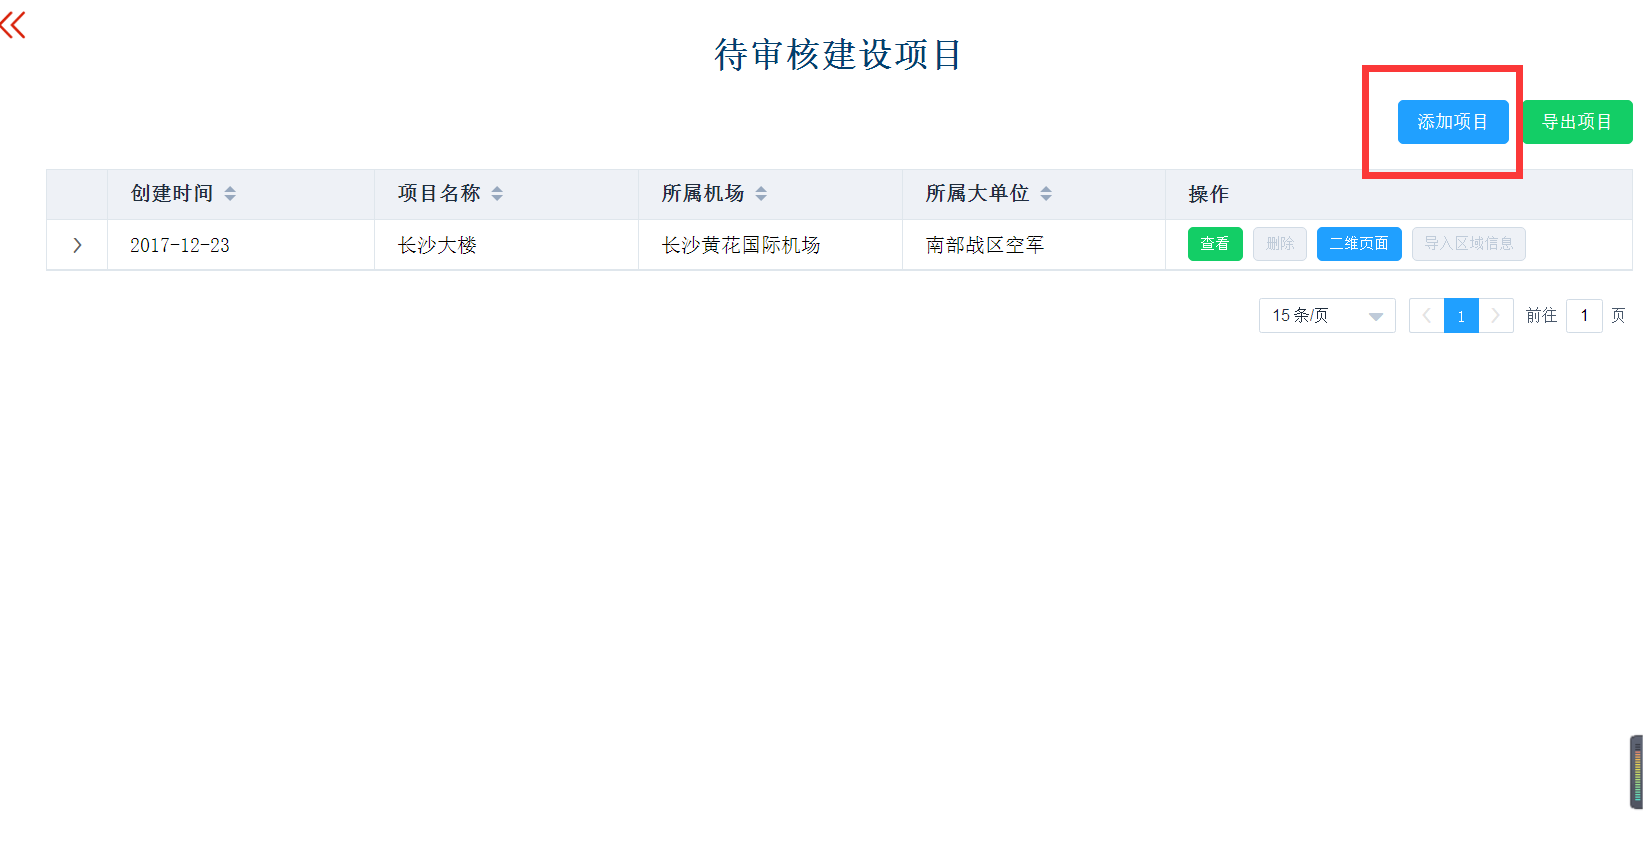 待审核建设项目
添加项目 导出项目
创建时间 项目名称 所属机场 所属大单位 操作
2017-12-23 长沙大楼 长沙黄花国际机场 南部战区空军 查看 删除 二维页面 导入区域信息
15 条/页 1 前往 1 页